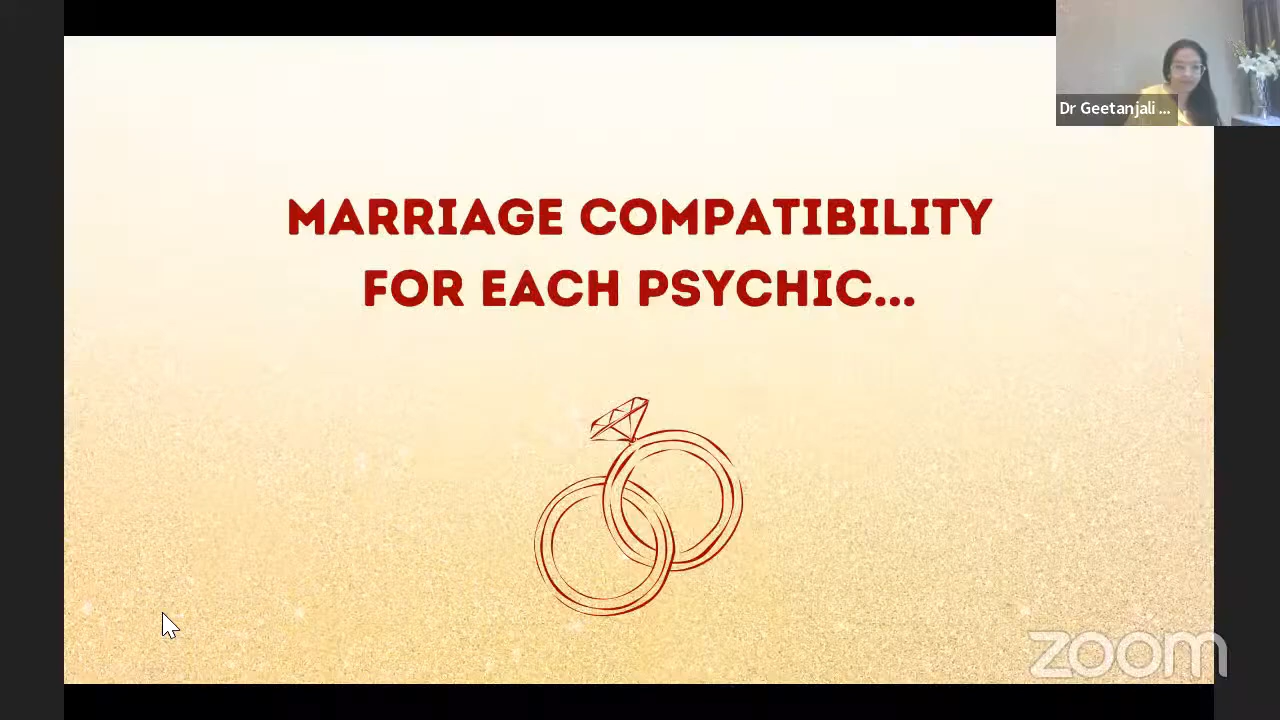 Dr Geetanjali ...
MARRIAGE COMPATIBILITY
FOR EACH PSYCHIC...
zoom